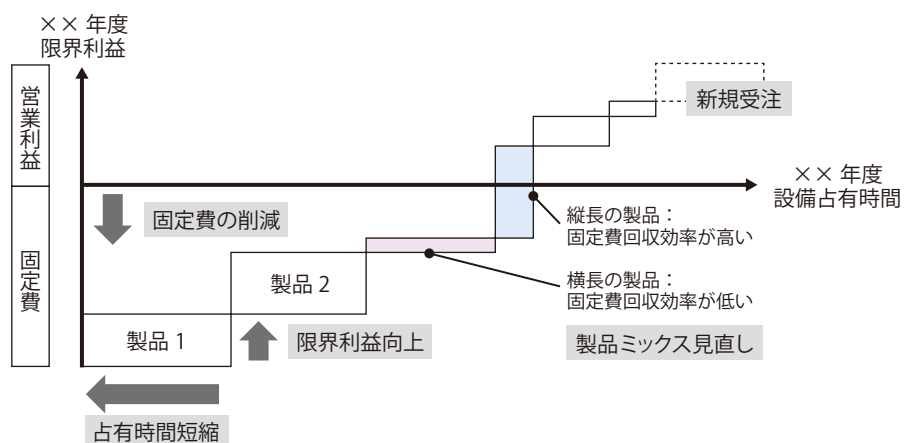 ×× 年度
限界利益
営業利益
新規受注
×× 年度
設備占有時間
固定費の削減
縦長の製品：
固定費回収効率が高い
固定費
製品 2
横長の製品：
固定費回収効率が低い
製品 1
限界利益向上
製品ミックス見直し
占有時間短縮